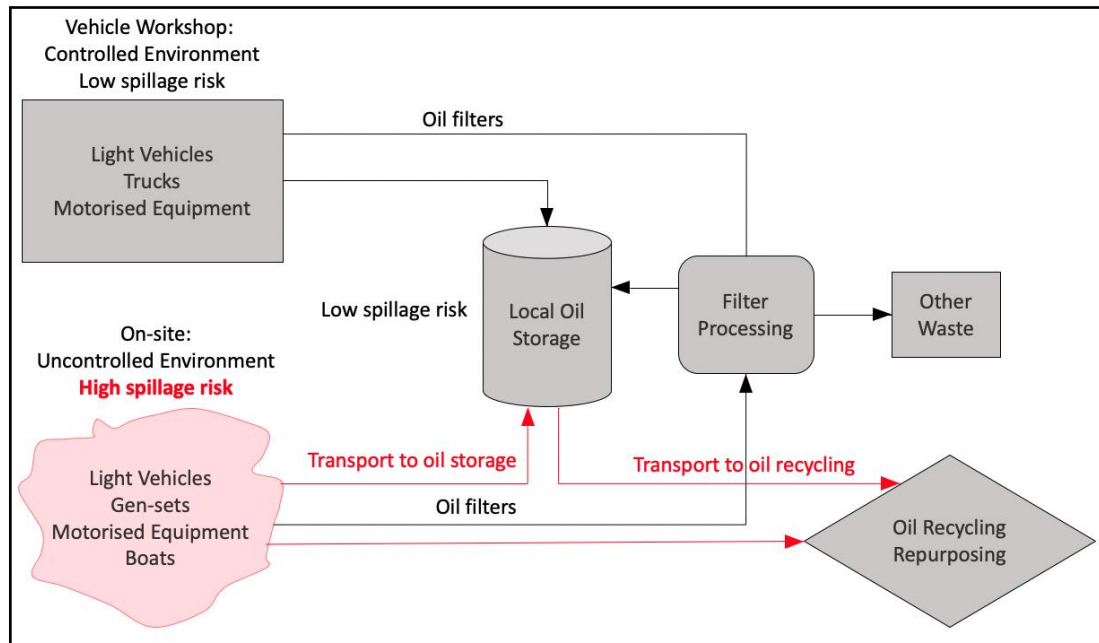 Vehicle Workshop:
Controlled Environment
Low spillage risk
Oil filters
Light Vehicles
Trucks
Motorised Equipment
Low spillage risk
Local Oil
Storage
Filter
Processing
Other
Waste
On-site:
Uncontrolled Environment
High spillage risk
Transport to oil storage
Transport to oil recycling
Light Vehicles
Gen-sets
Motorised Equipment
Boats
Oil filters
Oil Recycling
Repurposing